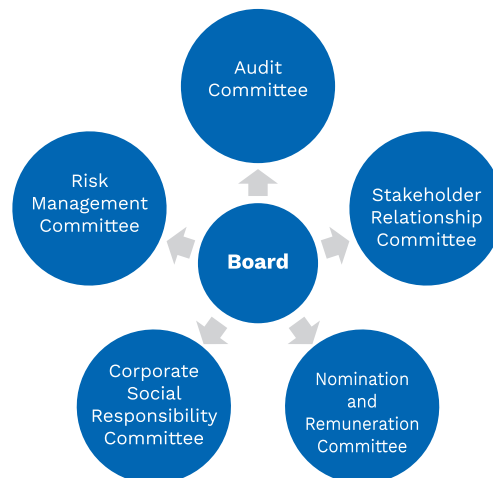 Audit
Committee
Risk
Management
Committee
Stakeholder
Relationship
Committee
Board
Corporate
Social
Responsibility
Committee
Nomination
and
Remuneration
Committee